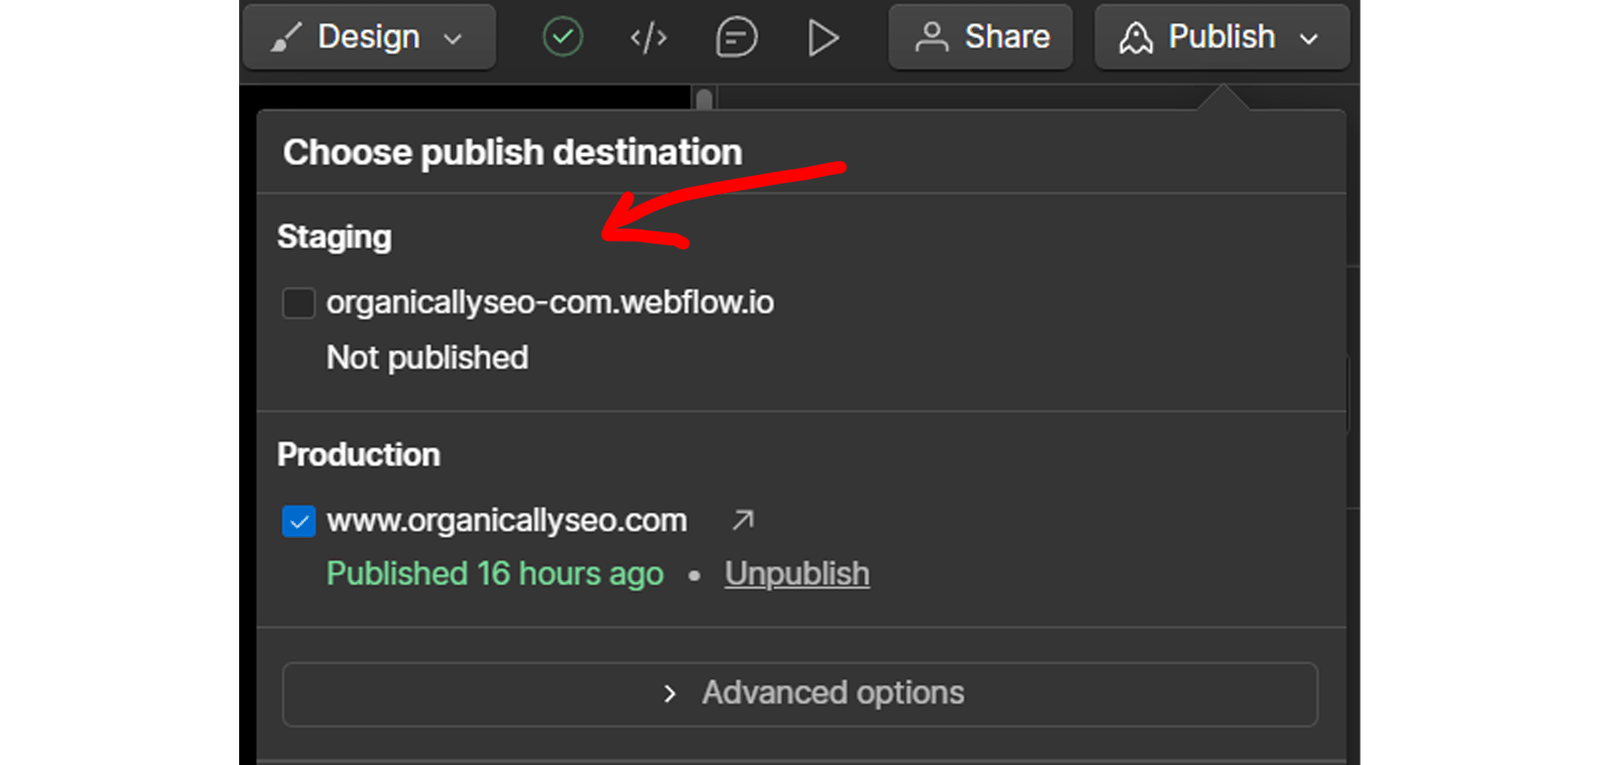 Design
Share
Publish
Choose publish destination
Staging
organicallyseo-com.webflow.io
Not published
Production
www.organicallyseo.com
Published 16 hours ago • Unpublish
Advanced options